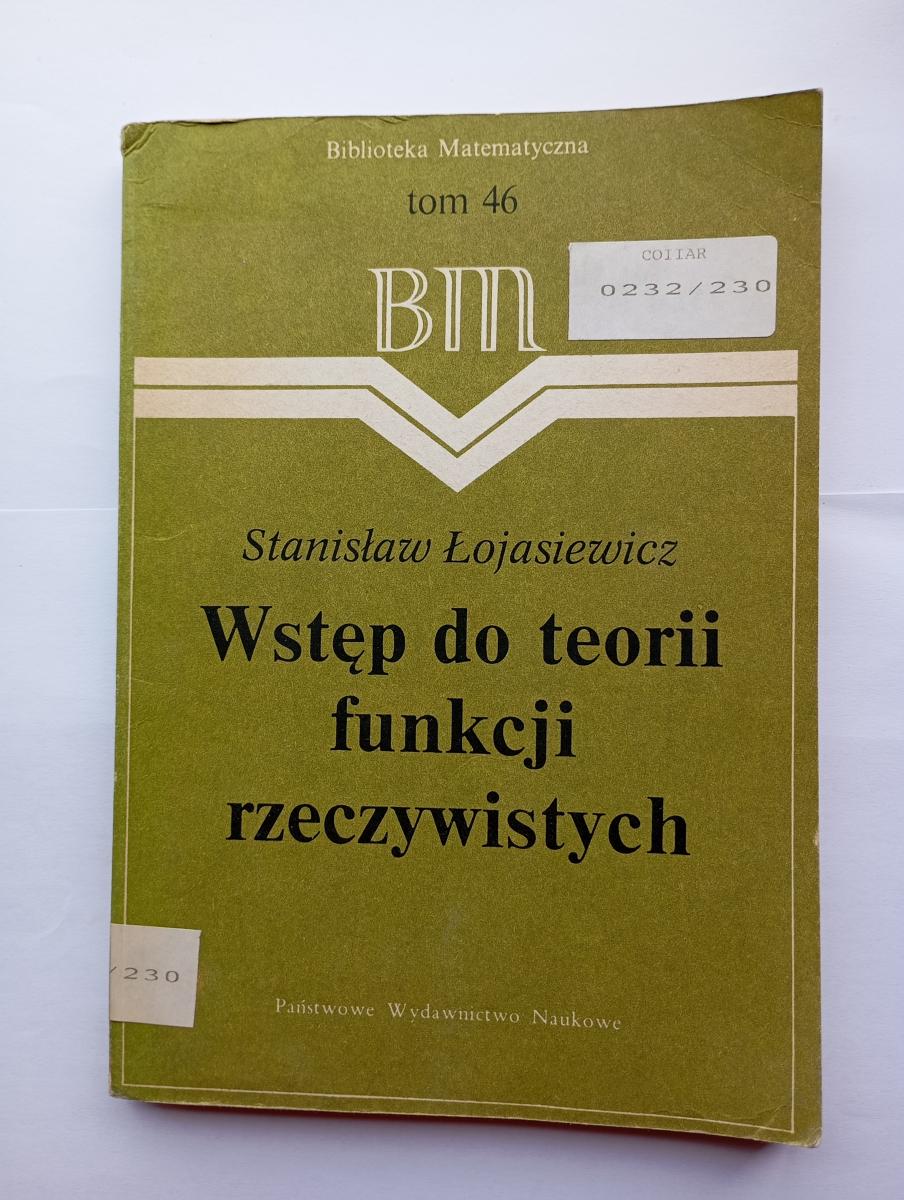 Biblioteka Matematyczna
tom 46
BM
COIIAR
0232/230
Stanisław Łojasiewicz
Wstęp do teorii
funkcji
rzeczywistych
/230
Państwowe Wydawnictwo Naukowe